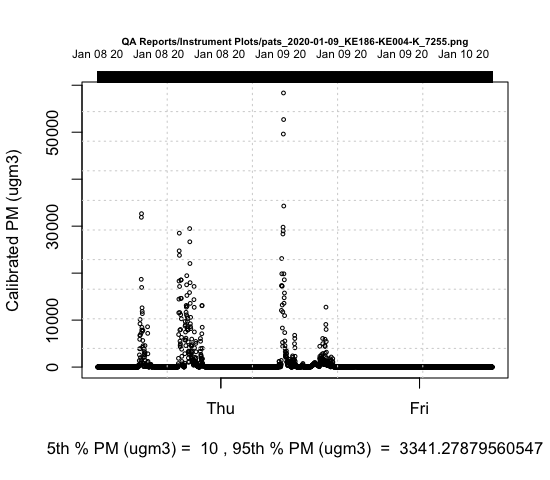 QA Reports/Instrument Plots/pats_2020-01-09_KE186-KE004-K_7255.png
Jan 08 20 Jan 08 20 Jan 08 20 Jan 09 20 Jan 09 20 Jan 09 20 Jan 10 20
Calibrated PM (ugm3)
50000
30000
10000
0
Thu Fri
5th % PM (ugm3) = 10 , 95th % PM (ugm3) = 3341.27879560547